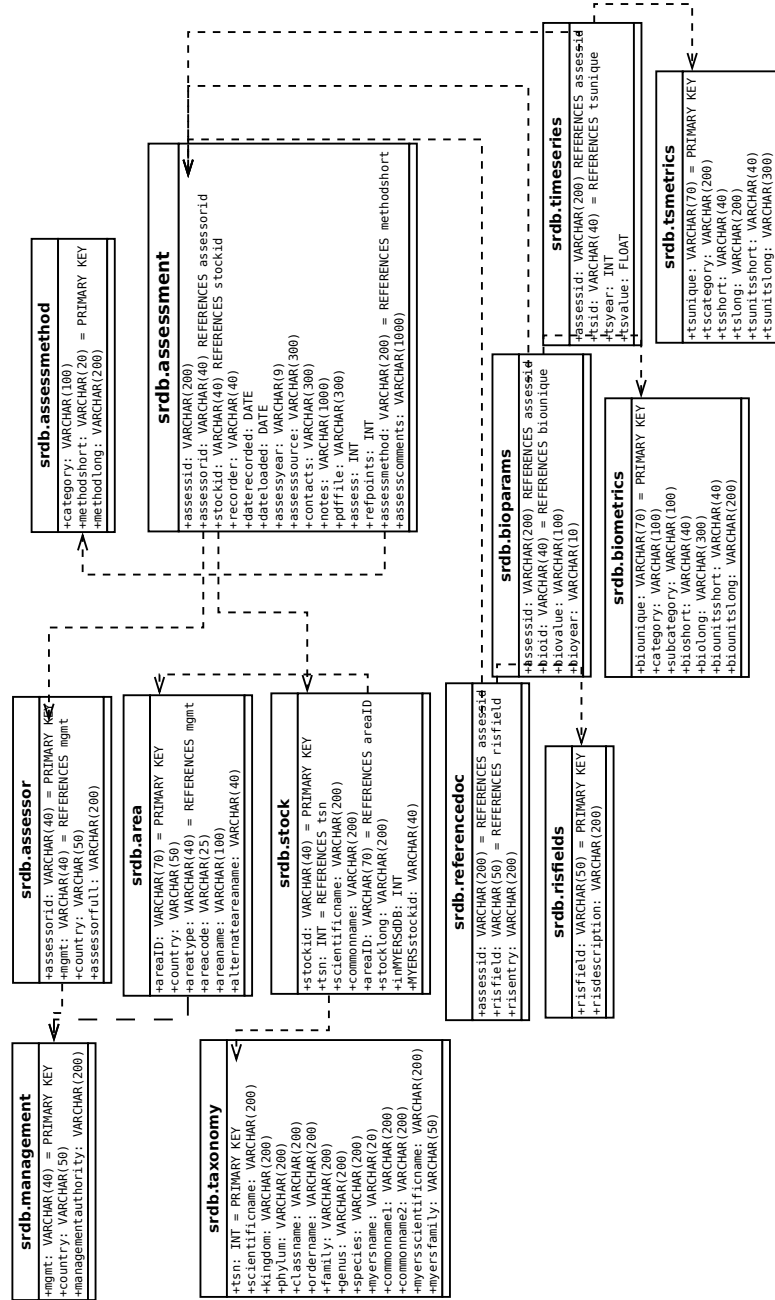 srdb.management
+mgmt: VARCHAR(40) = PRIMARY KEY
+country: VARCHAR(50)
+managementauthority: VARCHAR(200)
srdb.assessor
+assessorid: VARCHAR(40) = PRIMARY KEY
+mgmt: VARCHAR(40) = REFERENCES mgmt
+country: VARCHAR(50)
+assessorfull: VARCHAR(200)
srdb.assessmethod
+category: VARCHAR(100)
+methodshort: VARCHAR(20) = PRIMARY KEY
+methodlong: VARCHAR(200)
srdb.area
+areaID: VARCHAR(70) = PRIMARY KEY
+country: VARCHAR(50)
+areatype: VARCHAR(40) = REFERENCES mgmt
+areacode: VARCHAR(25)
+areaname: VARCHAR(100)
+alternateareaname: VARCHAR(40)
srdb.assessment
+assessid: VARCHAR(200)
+assessorid: VARCHAR(40) REFERENCES assessorid
+stockid: VARCHAR(40) REFERENCES stockid
+recorder: VARCHAR(40)
+daterecorded: DATE
+dateloaded: DATE
+assessyear: VARCHAR(9)
+assesssource: VARCHAR(300)
+contacts: VARCHAR(300)
+notes: VARCHAR(1000)
+pdffile: VARCHAR(300)
+assess: INT
+refpoints: INT
+assessmethod: VARCHAR(200) = REFERENCES methodshort
+assesscomments: VARCHAR(1000)
srdb.taxonomy
+tsn: INT = PRIMARY KEY
+scientificname: VARCHAR(200)
+kingdom: VARCHAR(200)
+phylum: VARCHAR(200)
+classname: VARCHAR(200)
+ordername: VARCHAR(200)
+family: VARCHAR(200)
+genus: VARCHAR(200)
+species: VARCHAR(200)
+myersname: VARCHAR(20)
+commonname1: VARCHAR(200)
+commonname2: VARCHAR(200)
+myersscientificname: VARCHAR(200)
+myersfamily: VARCHAR(50)
srdb.stock
+stockid: VARCHAR(40) = PRIMARY KEY
+tsn: INT = REFERENCES tsn
+scientificname: VARCHAR(200)
+commonname: VARCHAR(200)
+areaID: VARCHAR(70) = REFERENCES areaID
+stocklong: VARCHAR(200)
+inMYERSdDB: INT
+MYERSstockid: VARCHAR(40)
srdb.referencedoc
+assessid: VARCHAR(200) = REFERENCES assessid
+risfield: VARCHAR(50) = REFERENCES risfield
+risentry: VARCHAR(200)
srdb.bioparams
+assessid: VARCHAR(200) REFERENCES assessid
+bioid: VARCHAR(40) = REFERENCES biounique
+biovalue: VARCHAR(100)
+bioyear: VARCHAR(10)
srdb.timeseries
+assessid: VARCHAR(200) REFERENCES assessid
+tsid: VARCHAR(40) = REFERENCES tsunique
+tsyear: INT
+tsvalue: FLOAT
srdb.risfields
+risfield: VARCHAR(50) = PRIMARY KEY
+risdescription: VARCHAR(200)
srdb.biometrics
+biounique: VARCHAR(70) = PRIMARY KEY
+category: VARCHAR(100)
+subcategory: VARCHAR(100)
+bioshort: VARCHAR(40)
+biolong: VARCHAR(300)
+biounitsshort: VARCHAR(40)
+biounitslong: VARCHAR(200)
srdb.tsmetrics
+tsunique: VARCHAR(70) = PRIMARY KEY
+tscategory: VARCHAR(200)
+tsshort: VARCHAR(40)
+tslong: VARCHAR(200)
+tsunitsshort: VARCHAR(40)
+tsunitslong: VARCHAR(300)